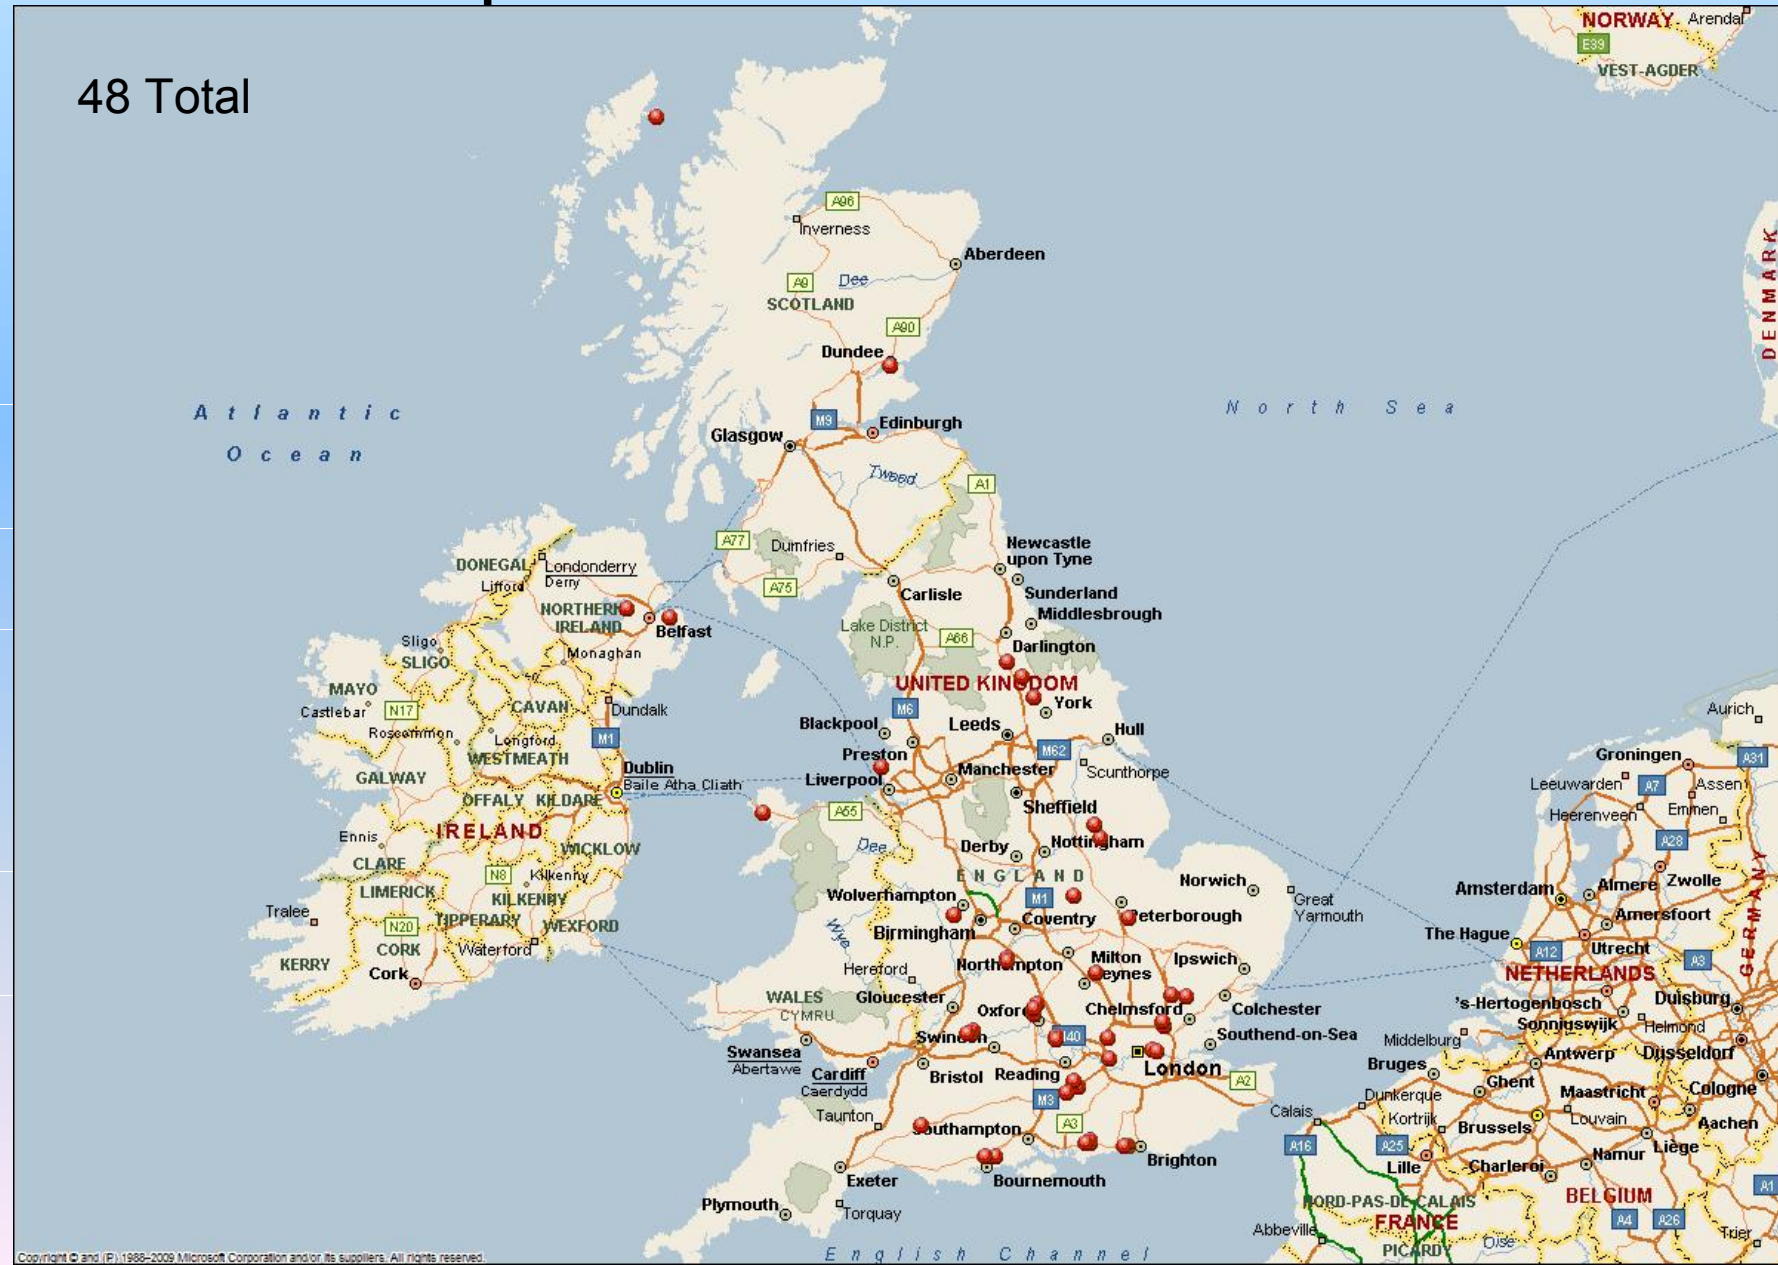 48 Total
NORWAY
Arendal
E39
VEST-AGDER
A96
Inverness
Aberdeen
A9
Dee
SCOTLAND
DENMARK
A90
Dundee
Atlantic
Ocean
North Sea
M9
Edinburgh
Glasgow
Tweed
A1
A77
Dumfries
Newcastle
upon Tyne
DONEGAL
Londonderry
Derry
Lifford
A75
Carlisle
Sunderland
NORTHERN
IRELAND
Belfast
Middlesbrough
Lake District
N.P.
A66
Darlington
Sligo
SLIGO
Monaghan
UNITED KINGDOM
MAYO
Castlebar
N17
CAVAN
Dundalk
M6
York
Roscommon
Longford
M1
Blackpool
Leeds
Hull
Aurich
WESTMEATH
Preston
M62
Groningen
A31
GALWAY
Dublin
Baile Atha Cliath
Liverpool
Manchester
Scunthorpe
Leeuwarden
A7
Assen
OFFALY
KILDARE
A55
Sheffield
Heerenveen
Emmen
Ennis
IRELAND
WICKLOW
Dee
Derby
Nottingham
A28
CLARE
N8
Kilkenny
ENGLAND
Norwich
LIMERICK
KILKENNY
Wolverhampton
M1
Great
Yarmouth
Amsterdam
Almere
Zwolle
GERMANY
Tralee
N20
TIPPERARY
WEXFORD
Wye
Coventry
Peterborough
Amersfoort
Birmingham
The Hague
CORK
Waterford
A12
Utrecht
KERRY
Cork
Hereford
Northampton
Milton
Keynes
Ipswich
NETHERLANDS
A3
WALES
CYMRU
Gloucester
Oxford
Chelmsford
Colchester
's-Hertogenbosch
Duisburg
Swindon
M40
Southend-on-Sea
Middelburg
Sonnigswijk
Helmond
Swansea
Abertawe
Cardiff
Caerdydd
Bristol
Reading
London
A2
Bruges
Antwerp
Düsseldorf
Taunton
M3
Calais
Dunkerque
Ghent
Maastricht
Cologne
Southampton
A3
Kortrijk
Brussels
Louvain
Aachen
Brighton
A16
A25
Lille
Charleroi
Namur
Liège
Exeter
Bournemouth
Plymouth
Torquay
NORD-PAS-DE-CALAIS
BELGIUM
A1
Abbeville
FRANCE
A4
A26
Trier
PICARDY
Oise
English Channel
Copyright © and (P) 1988–2009 Microsoft Corporation and/or its suppliers. All rights reserved.